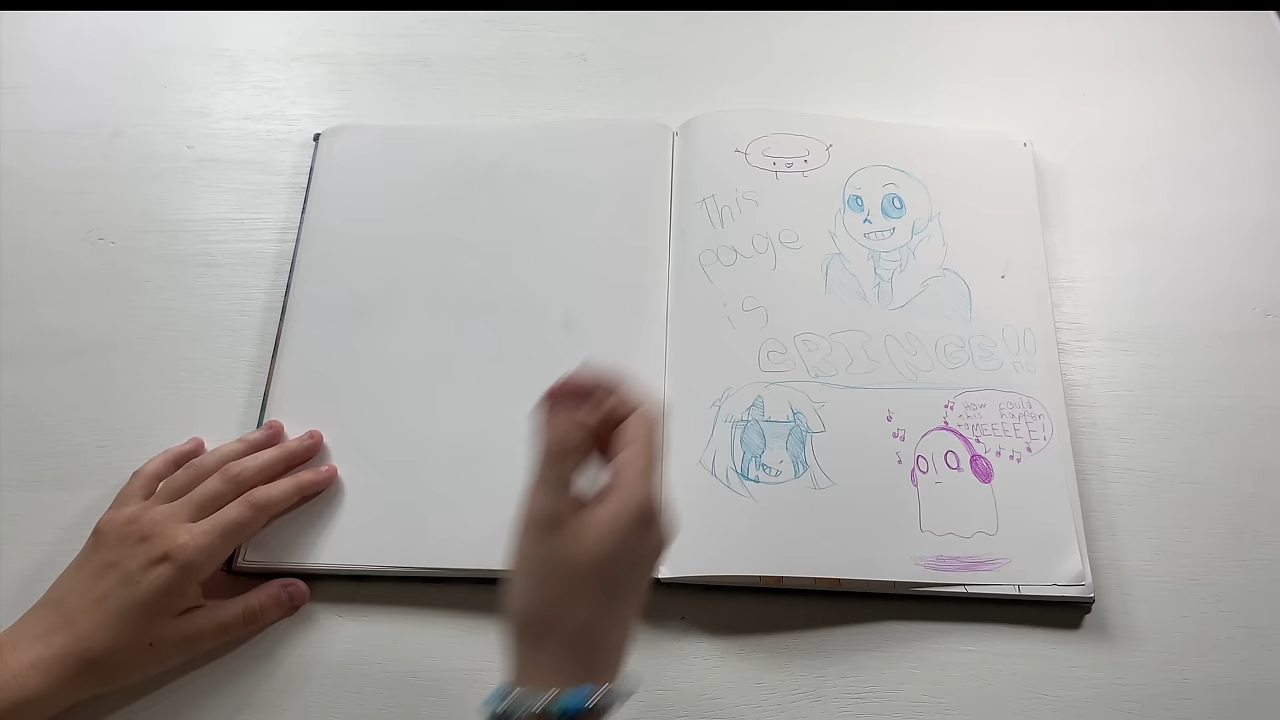 This
page
is
CRINGE!!
How could
this happen
to MEEEEE!